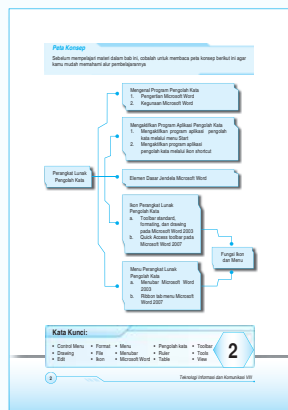 Peta Konsep
Sebelum mempelajari materi dalam bab ini, cobalah untuk membaca peta konsep berikut ini agar
kamu mudah memahami alur pembelajarannya
Mengenal Program Pengolah Kata
1. Pengertian Microsoft Word
2. Kegunaan Microsoft Word
Mengaktifkan Program Aplikasi Pengolah Kata
1. Mengaktifkan program aplikasi pengolah
kata melalui menu Start
2. Mengaktifkan program aplikasi
pengolah kata melalui ikon shortcut
Perangkat Lunak
Pengolah Kata
Elemen Dasar Jendela Microsoft Word
Ikon Perangkat Lunak
Pengolah Kata
a. Toolbar standard,
formating, dan drawing
pada Microsoft Word 2003
b. Quick Access toolbar pada
Microsoft Word 2007
Fungsi Ikon
dan Menu
Menu Perangkat Lunak
Pengolah Kata
a. Menubar Microsoft Word
2003
b. Ribbon tab menu Microsoft
Word 2007
Kata Kunci:
• Control Menu • Format • Menu • Pengolah kata • Toolbar
• Drawing • File • Menubar • Ruler • Tools
• Edit • Ikon • Microsoft Word • Table • View
2
2 Teknologi Informasi dan Komunikasi VIII